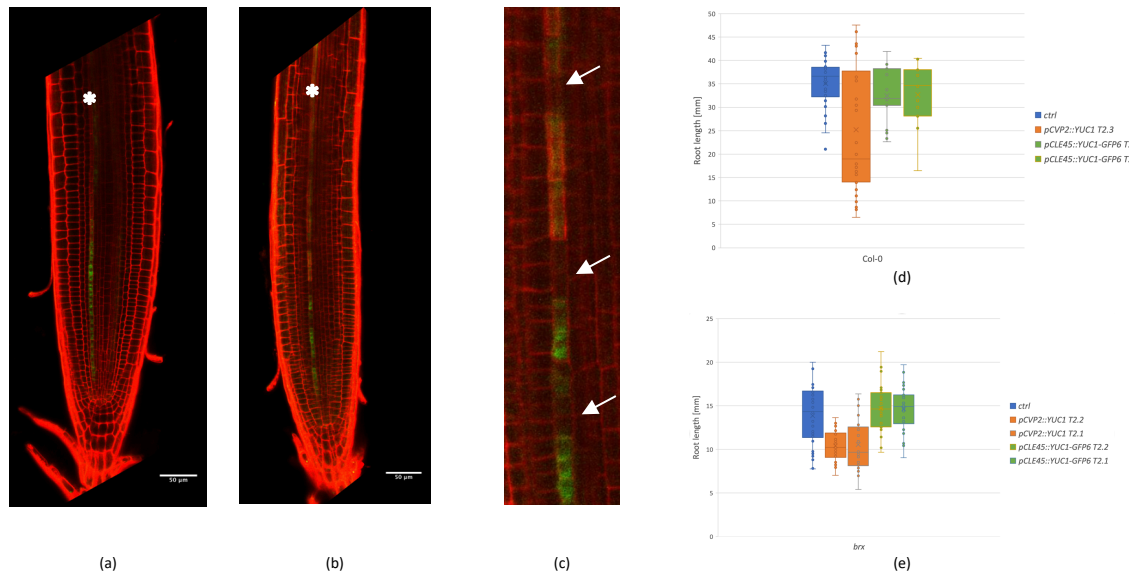 50 µm
(a)
50 µm
(b)
(c)
50
45
40
35
30
25
20
15
10
5
0
Root length [mm]
Col-0
ctrl
pCVP2::YUC1 T2.3
pCLE45::YUC1-GFP6 T.
pCLE45::YUC1-GFP6 T.
(d)
25
20
15
10
5
0
Root length [mm]
brx
ctrl
pCVP2::YUC1 T2.2
pCVP2::YUC1 T2.1
pCLE45::YUC1-GFP6 T2.2
pCLE45::YUC1-GFP6 T2.1
(e)